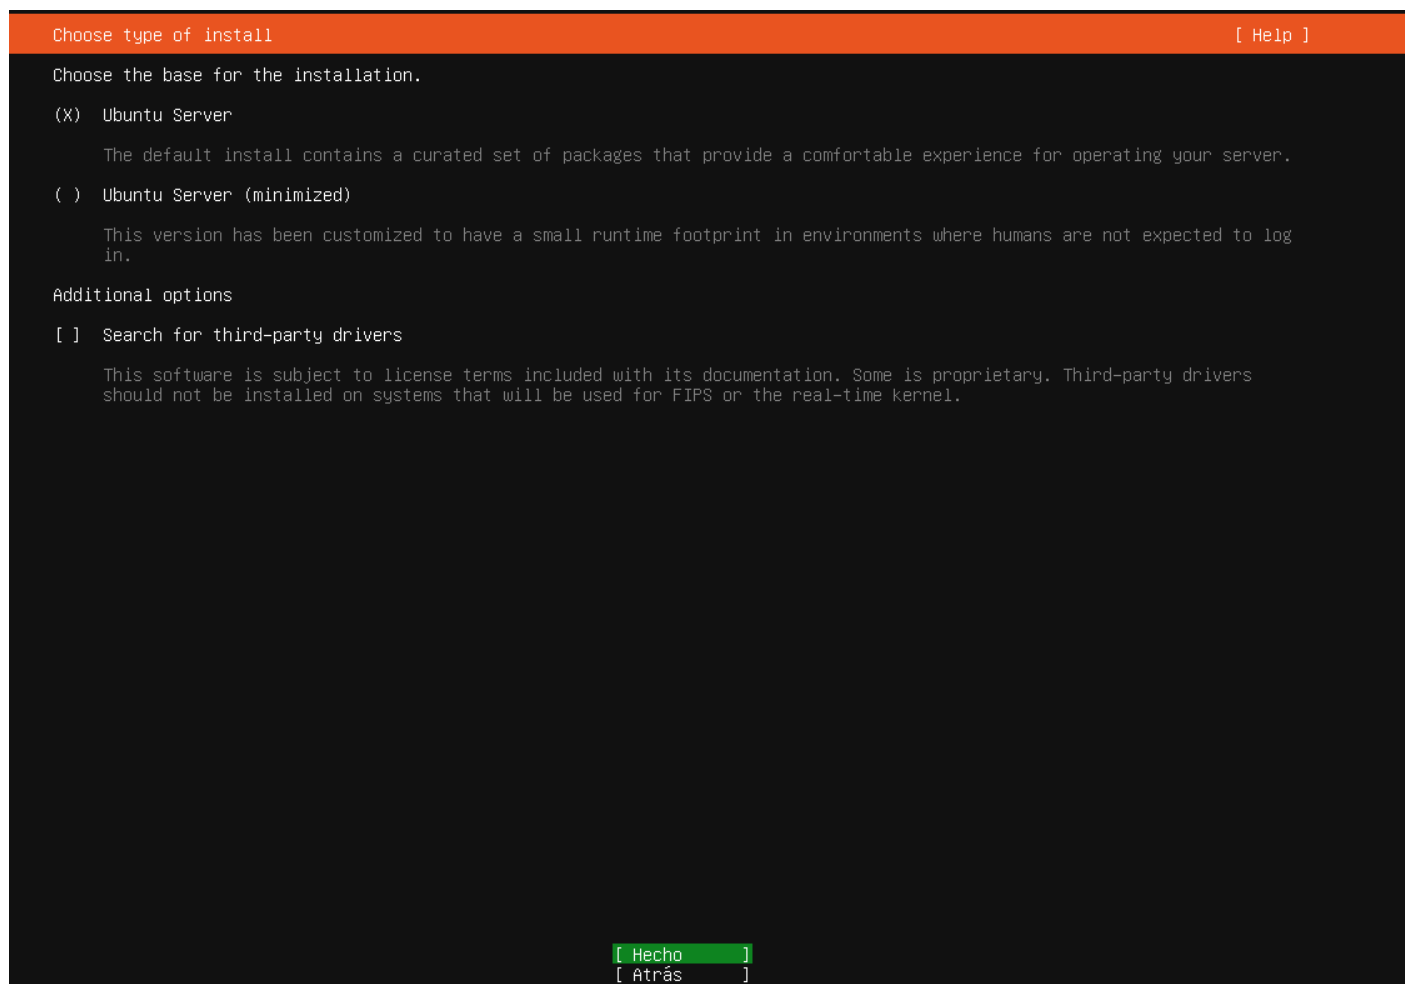 Choose type of install [ Help ]
Choose the base for the installation.
(X) Ubuntu Server
The default install contains a curated set of packages that provide a comfortable experience for operating your server.
( ) Ubuntu Server (minimized)
This version has been customized to have a small runtime footprint in environments where humans are not expected to log
in.
Additional options
[ ] Search for third-party drivers
This software is subject to license terms included with its documentation. Some is proprietary. Third-party drivers
should not be installed on systems that will be used for FIPS or the real-time kernel.
[ Hecho ]
[ Atrás ]